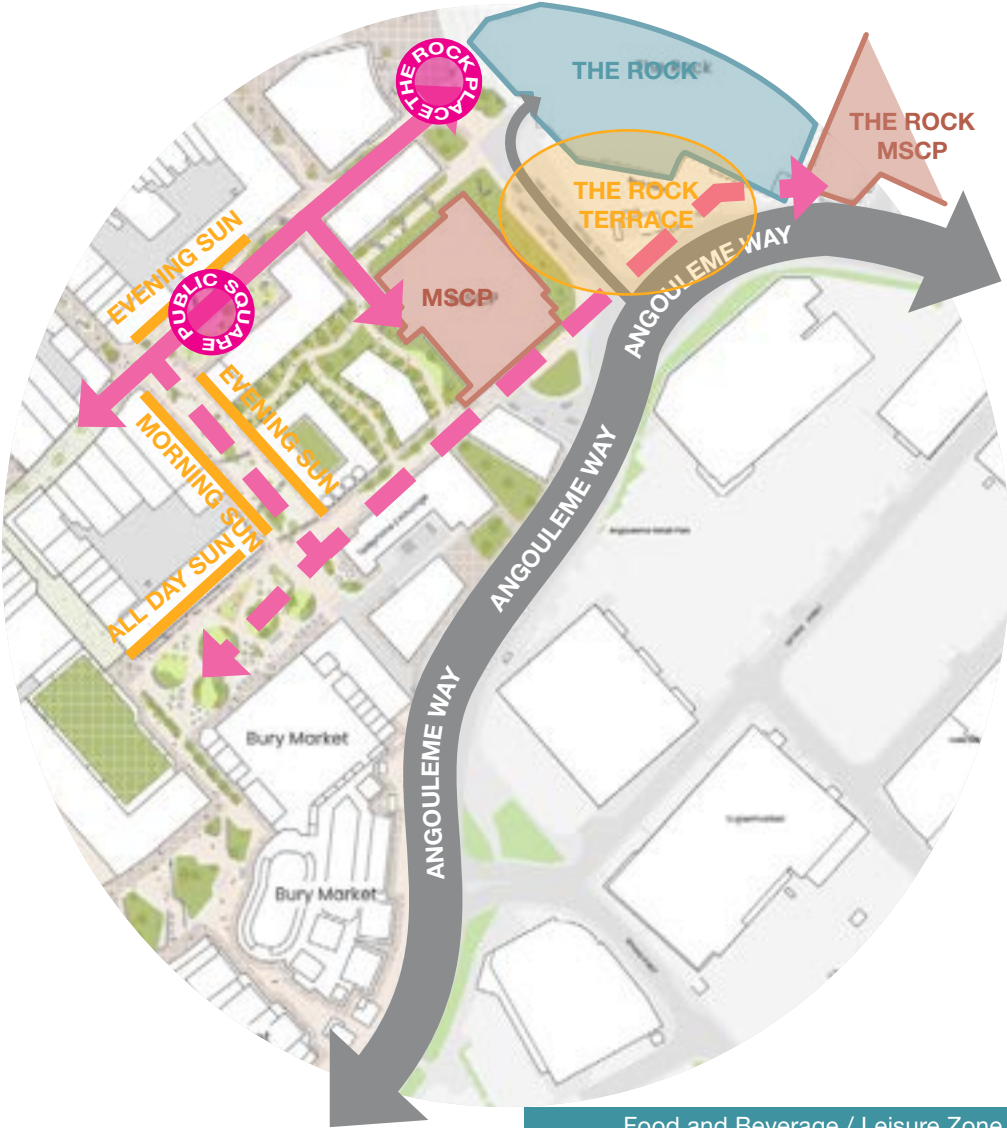 THE ROCK PLACE
THE ROCK
THE ROCK
MSCP
THE ROCK
TERRACE
EVENING SUN
ANGOULEME WAY
PUBLIC SQUARE
MSCP
EVENING SUN
MORNING SUN
ANGOULEME WAY
ALL DAY SUN
Bury Market
ANGOULEME WAY
Supermarket
Bury Market
Food and Beverage / Leisure Zone